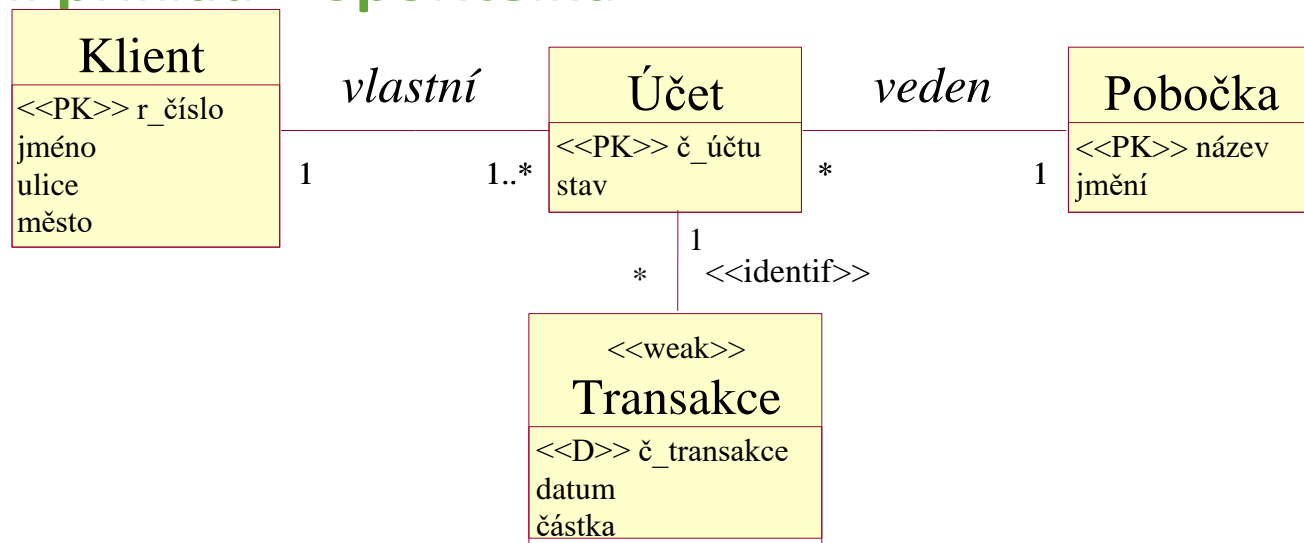 Klient
<<PK>> r_číslo
jméno
ulice
město
vlastní
1
1..*
Účet
<<PK>> č_účtu
stav
veden
*
1
Pobočka
<<PK>> název
jmění
1
*
<<identif>>
<<weak>>
Transakce
<<D>> č_transakce
datum
částka